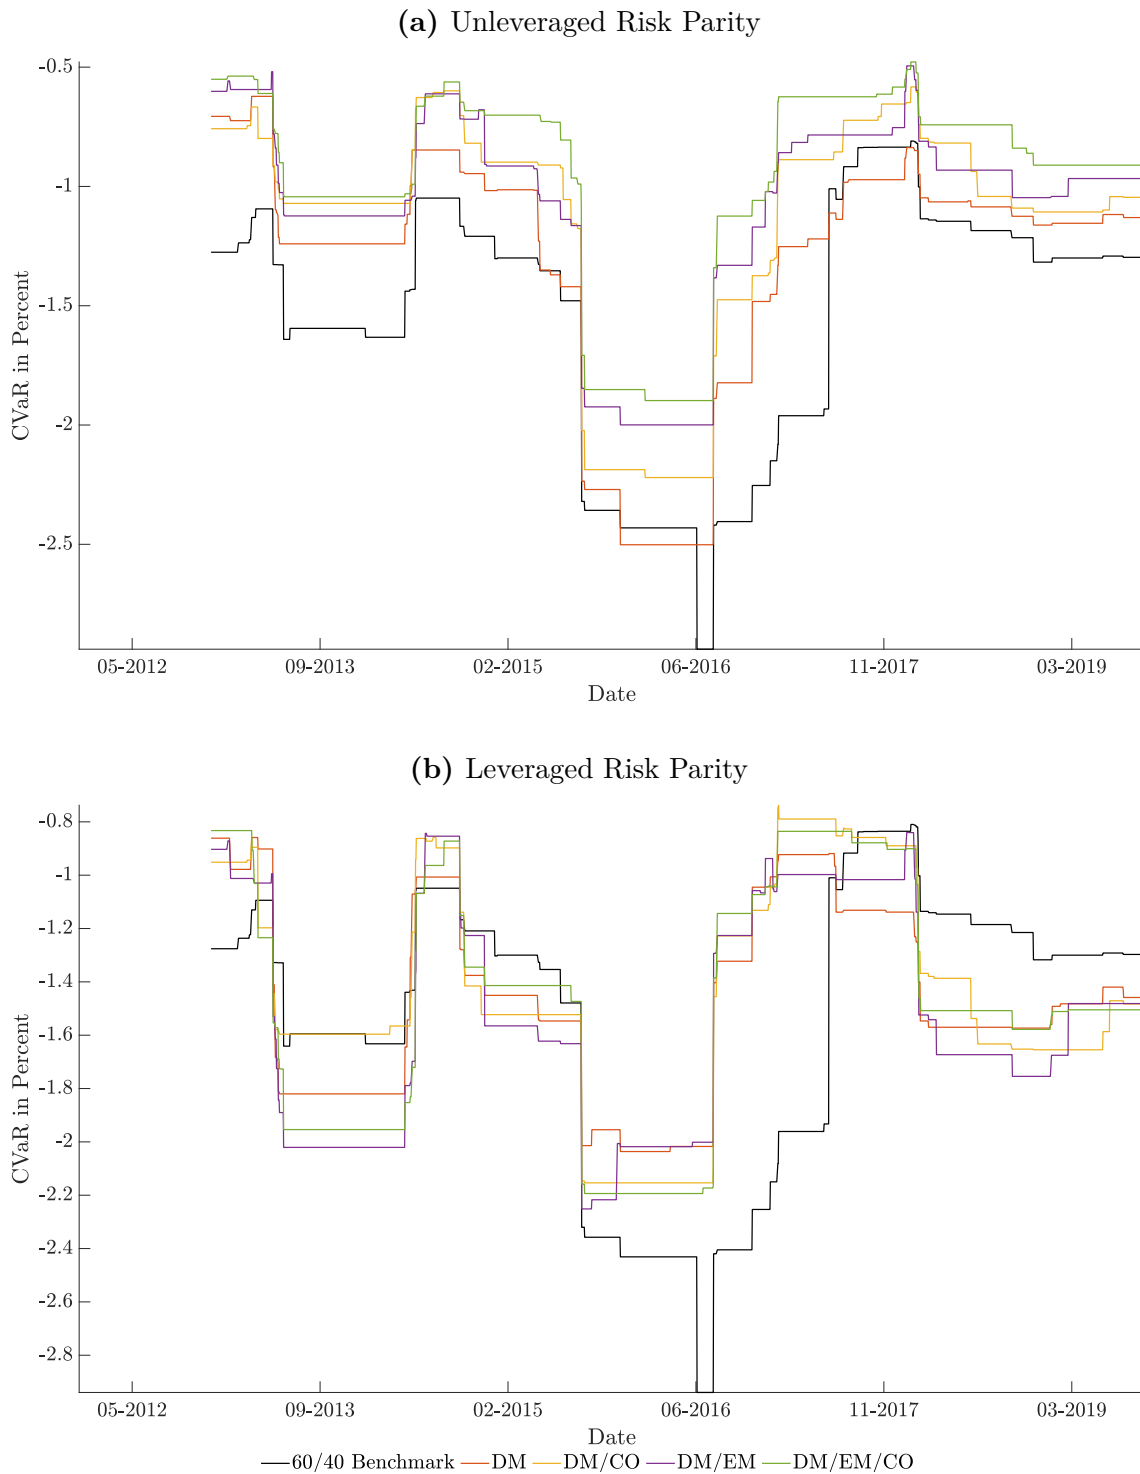 (a) Unleveraged Risk Parity
-0.5
-1
-1.5
-2
-2.5
CVaR in Percent
05-2012 09-2013 02-2015 06-2016 11-2017 03-2019
Date
(b) Leveraged Risk Parity
-0.8
-1
-1.2
-1.4
-1.6
-1.8
-2
-2.2
-2.4
-2.6
-2.8
CVaR in Percent
05-2012 09-2013 02-2015 06-2016 11-2017 03-2019
Date
60/40 Benchmark DM DM/CO DM/EM DM/EM/CO